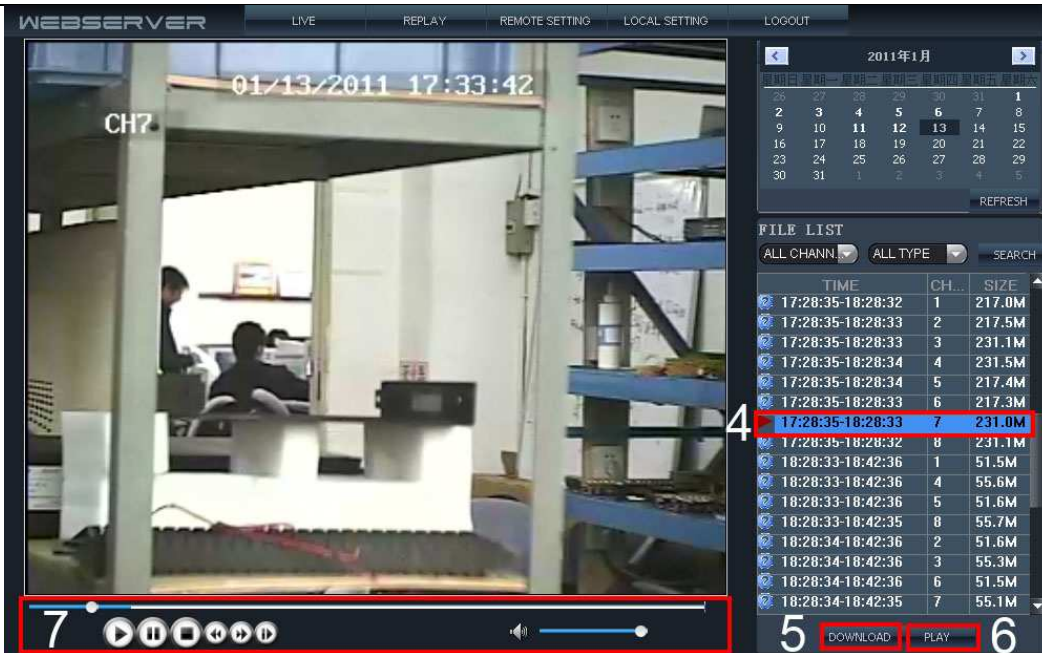 WEBSERVER
LIVE REPLAY REMOTE SETTING LOCAL SETTING LOGOUT
01/13/2011 17:33:42
CH7
2011年1月
星期日 星期一 星期二 星期三 星期四 星期五 星期六
26 27 28 29 30 31 1
2 3 4 5 6 7 8
9 10 11 12 13 14 15
16 17 18 19 20 21 22
23 24 25 26 27 28 29
30 31 1 2 3 4 5
REFRESH
FILE LIST
ALL CHANN... ALL TYPE SEARCH
TIME CH... SIZE
17:28:35-18:28:32 1 217.0M
17:28:35-18:28:33 2 217.5M
17:28:35-18:28:33 3 231.1M
17:28:35-18:28:34 4 231.5M
17:28:35-18:28:34 5 217.4M
17:28:35-18:28:33 6 217.3M
4 17:28:35-18:28:33 7 231.0M
17:28:35-18:28:32 8 231.1M
18:28:33-18:42:36 1 51.5M
18:28:33-18:42:36 4 55.6M
18:28:33-18:42:36 5 51.6M
18:28:33-18:42:35 8 55.7M
18:28:34-18:42:36 2 51.6M
18:28:34-18:42:36 3 55.3M
18:28:34-18:42:36 6 51.5M
18:28:34-18:42:35 7 55.1M
7
5 DOWNLOAD PLAY 6